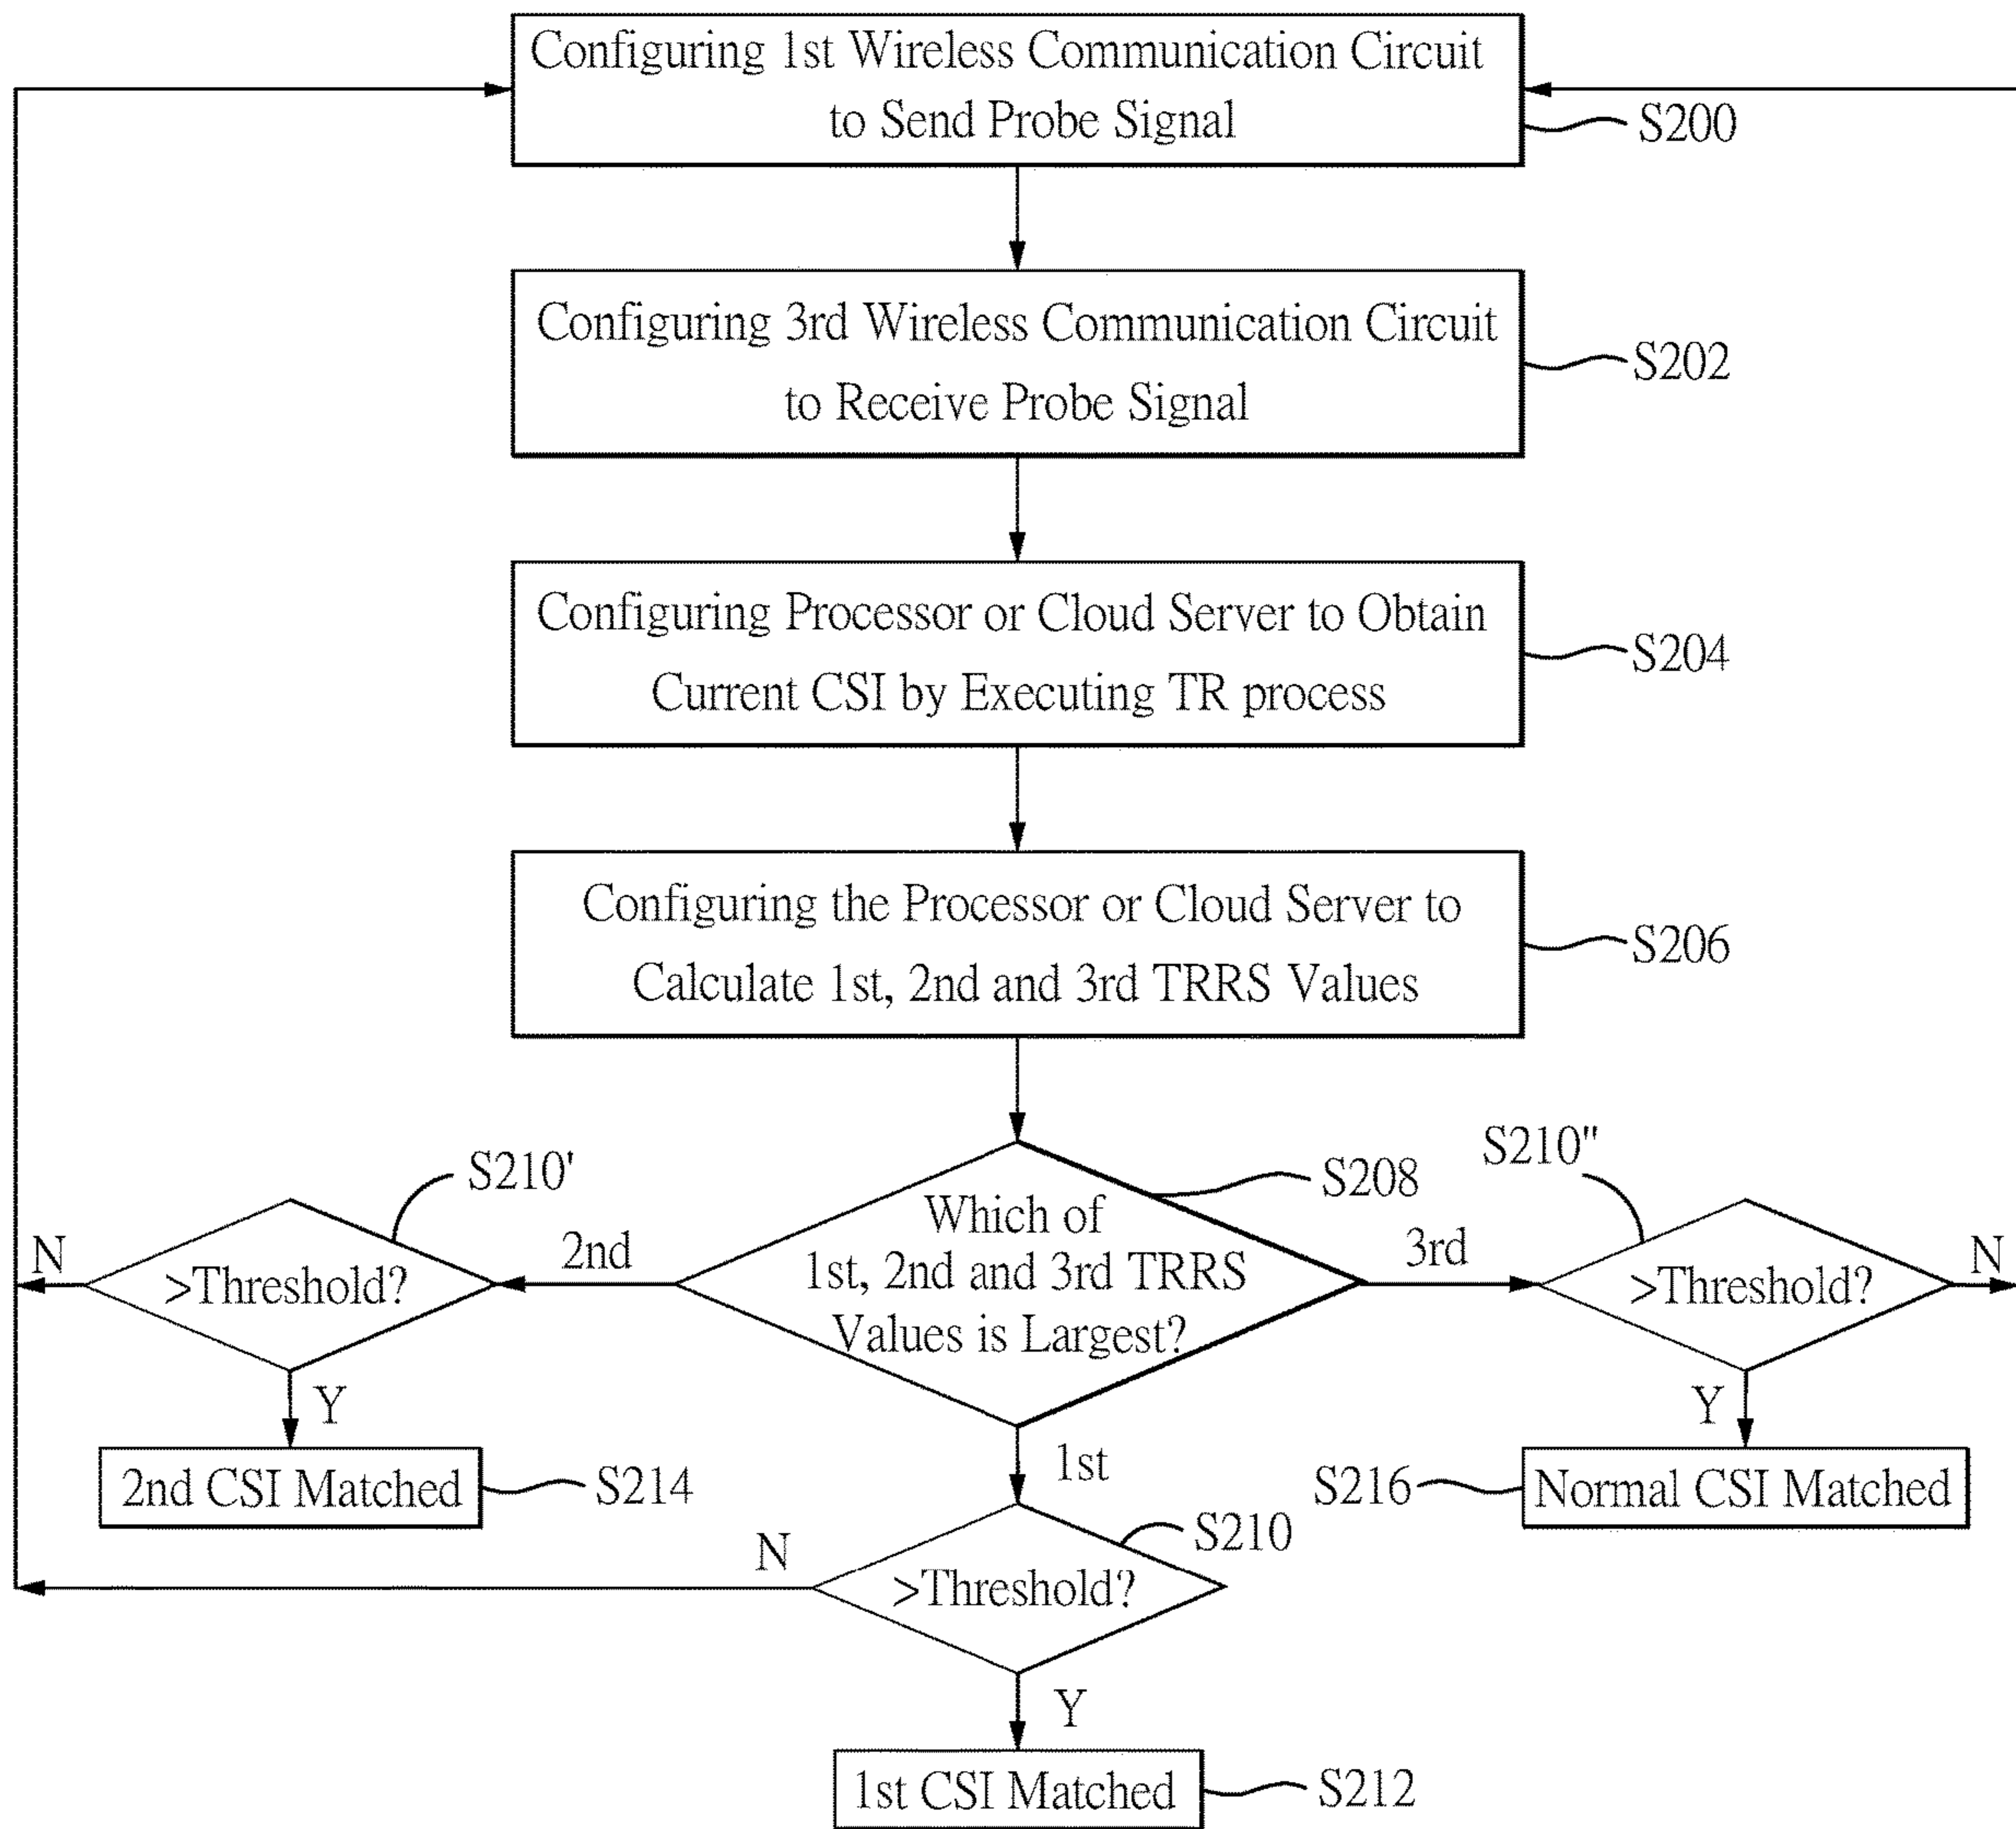 Configuring 1st Wireless Communication Circuit
to Send Probe Signal
S200
Configuring 3rd Wireless Communication Circuit
to Receive Probe Signal
S202
Configuring Processor or Cloud Server to Obtain
Current CSI by Executing TR process
S204
Configuring the Processor or Cloud Server to
Calculate 1st, 2nd and 3rd TRRS Values
S206
S210'
S208
S210"
Which of
1st, 2nd and 3rd TRRS
Values is Largest?
N
>Threshold?
2nd
3rd
>Threshold?
N
Y
1st
Y
2nd CSI Matched
S214
S216
Normal CSI Matched
N
>Threshold?
S210
Y
1st CSI Matched
S212